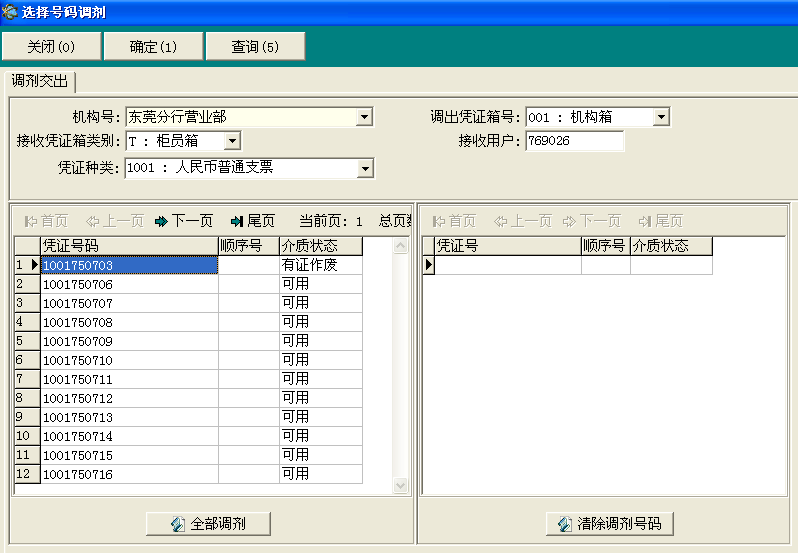 选择号码调剂
关闭(0) 确定(1) 查询(5)
调剂交出
机构号: 东莞分行营业部 调出凭证箱号: 001 : 机构箱
接收凭证箱类别: T : 柜员箱 接收用户: 769026
凭证种类: 1001 : 人民币普通支票
首页 上一页 下一页 尾页 当前页: 1 总页数 首页 上一页 下一页 尾页
凭证号码 顺序号 介质状态 凭证号 顺序号 介质状态
1 1001750703 有证作废
2 1001750706 可用
3 1001750707 可用
4 1001750708 可用
5 1001750709 可用
6 1001750710 可用
7 1001750711 可用
8 1001750712 可用
9 1001750713 可用
10 1001750714 可用
11 1001750715 可用
12 1001750716 可用
全部调剂 清除调剂号码